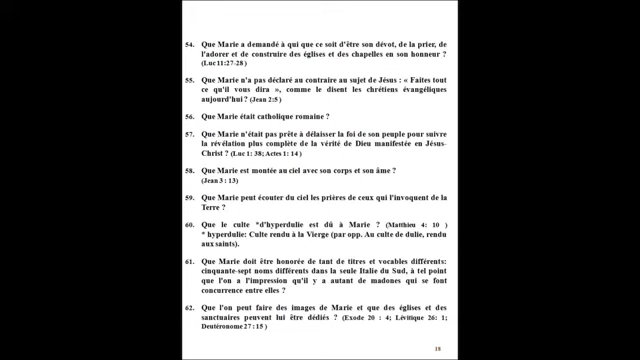 54. Que Marie a demandé à qui que ce soit d'être son dévot, de la prier, de
l'adorer et de construire des églises et des chapelles en son honneur ?
(Luc 11:27-28)
55. Que Marie n'a pas déclaré au contraire au sujet de Jésus : « Faites tout
ce qu'il vous dira », comme le disent les chrétiens évangéliques
aujourd'hui ? (Jean 2:5)
56. Que Marie était catholique romaine ?
57. Que Marie n'était pas prête à délaisser la foi de son peuple pour suivre
la révélation plus complète de la vérité de Dieu manifestée en Jésus-
Christ ? (Luc 1: 38; Actes 1: 14)
58. Que Marie est montée au ciel avec son corps et son âme ?
(Jean 3 : 13)
59. Que Marie peut écouter du ciel les prières de ceux qui l'invoquent de la
Terre ?
60. Que le culte *d'hyperdulie est dû à Marie ? (Matthieu 4: 10 )
* hyperdulie: Culte rendu à la Vierge (par opp. Au culte de dulie, rendu
aux saints).
61. Que Marie doit être honorée de tant de titres et vocables différents:
cinquante-sept noms différents dans la seule Italie du Sud, à tel point
que l'on a l'impression qu'il y a autant de madones qui se font
concurrence entre elles ?
62. Que l'on peut faire des images de Marie et que des églises et des
sanctuaires peuvent lui être dédiés ? (Exode 20 : 4; Lévitique 26: 1;
Deutéronome 27 : 15)
18